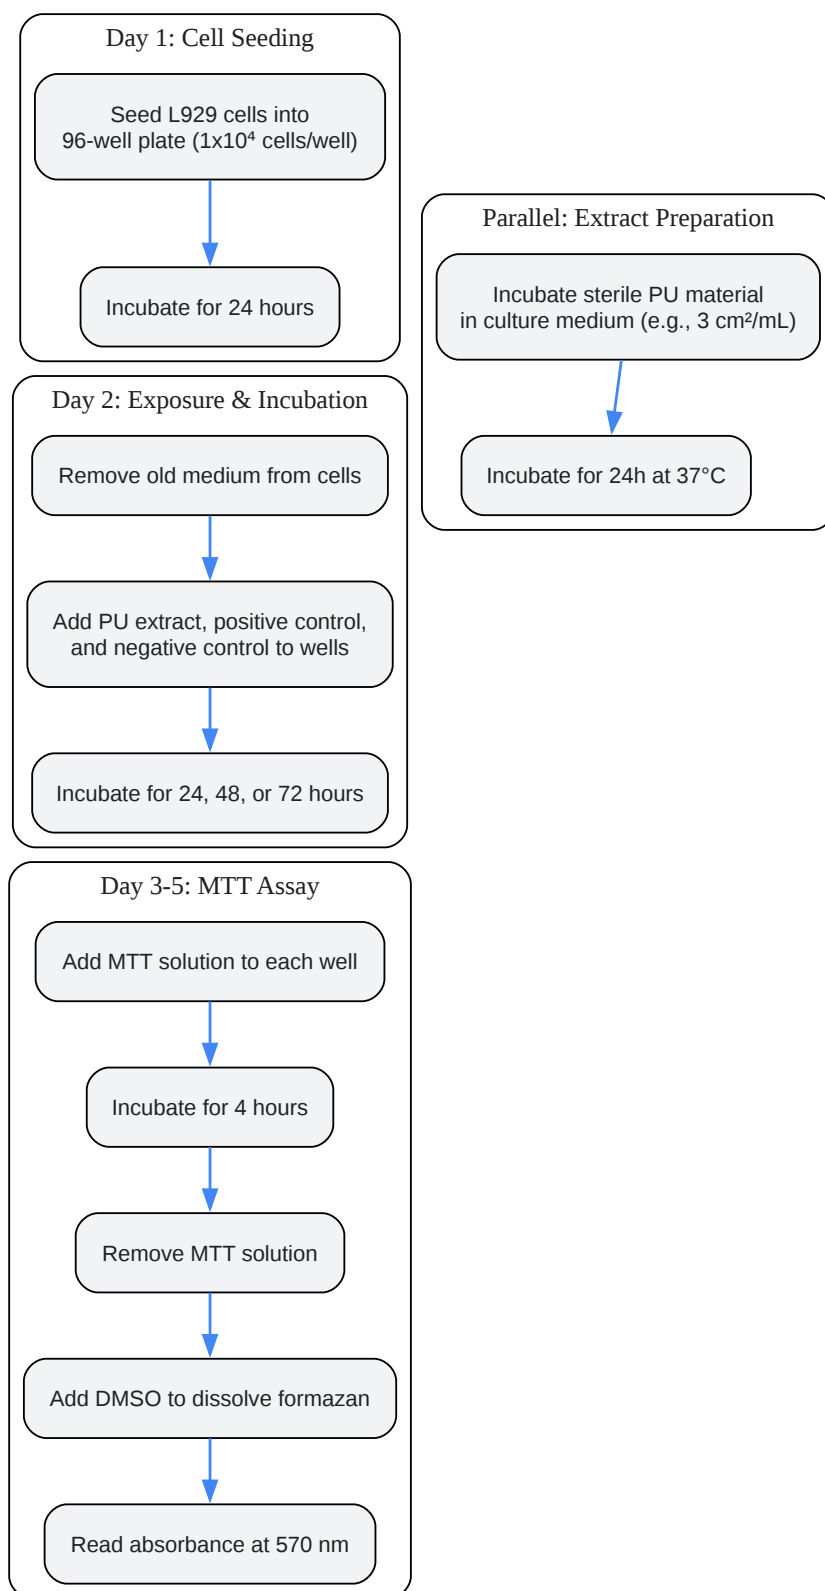 Day 1: Cell Seeding
Seed L929 cells into
96-well plate (1x10⁴ cells/well)
Incubate for 24 hours
Parallel: Extract Preparation
Incubate sterile PU material
in culture medium (e.g., 3 cm²/mL)
Incubate for 24h at 37°C
Day 2: Exposure & Incubation
Remove old medium from cells
Add PU extract, positive control,
and negative control to wells
Incubate for 24, 48, or 72 hours
Day 3-5: MTT Assay
Add MTT solution to each well
Incubate for 4 hours
Remove MTT solution
Add DMSO to dissolve formazan
Read absorbance at 570 nm